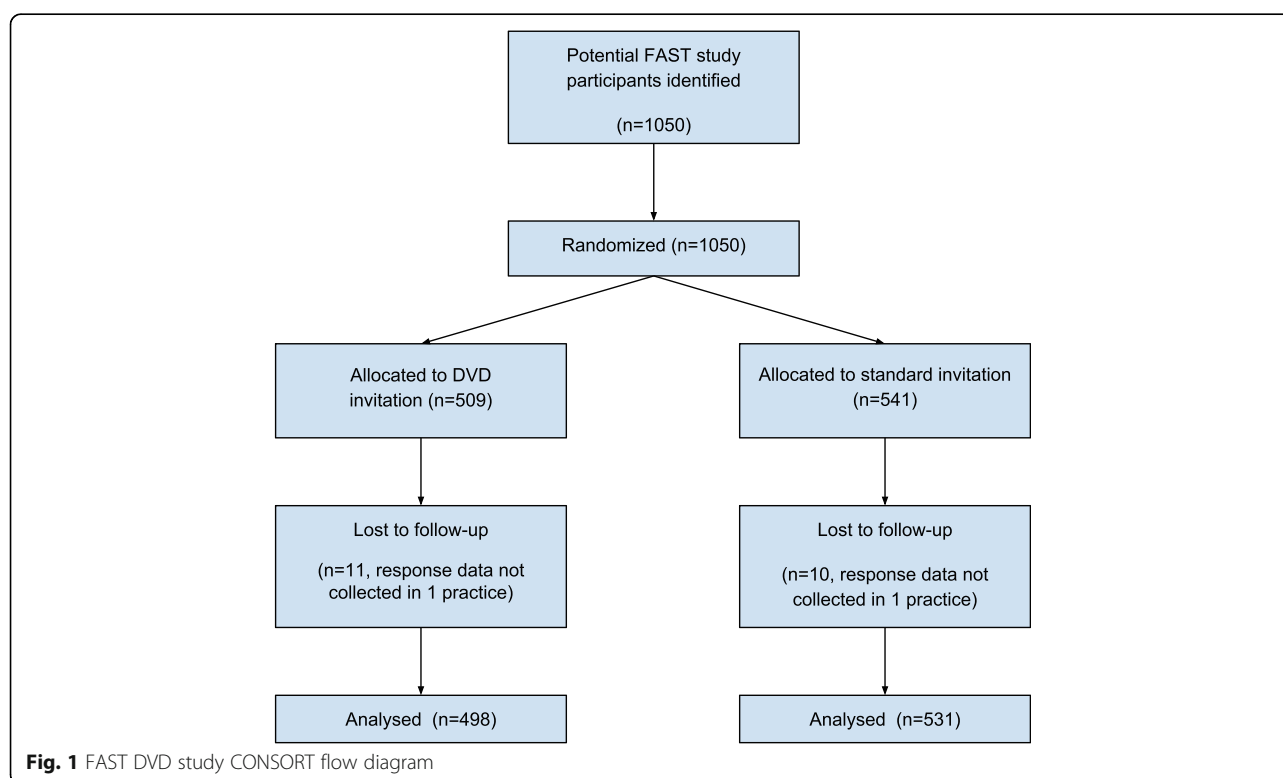 Potential FAST study
participants identified
(n=1050)
Randomized (n=1050)
Allocated to DVD
invitation (n=509)
Allocated to standard invitation
(n=541)
Lost to follow-up
(n=11, response data not
collected in 1 practice)
Lost to follow-up
(n=10, response data not
collected in 1 practice)
Analysed (n=498)
Analysed (n=531)
Fig. 1 FAST DVD study CONSORT flow diagram